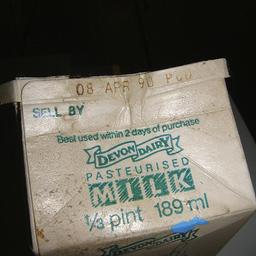 08 APR 90 POD
SELL BY
Best used within 2 days of purchase
DEVON DAIRY
PASTEURISED
MILK
1/3 pint 189 ml
DEVON DAIRY